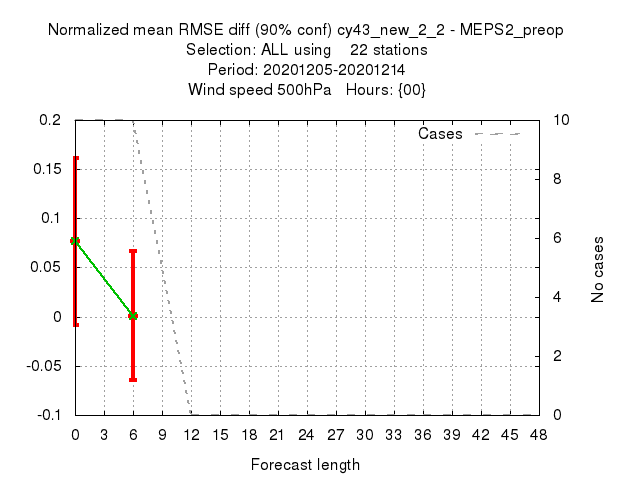 Normalized mean RMSE diff (90% conf) cy43_new_2_2 - MEPS2_preop
Selection: ALL using 22 stations
Period: 20201205-20201214
Wind speed 500hPa Hours: {00}
Cases
0.2
0.15
0.1
0.05
0
-0.05
-0.1
10
8
6
4
2
0
No cases
0 3 6 9 12 15 18 21 24 27 30 33 36 39 42 45 48
Forecast length